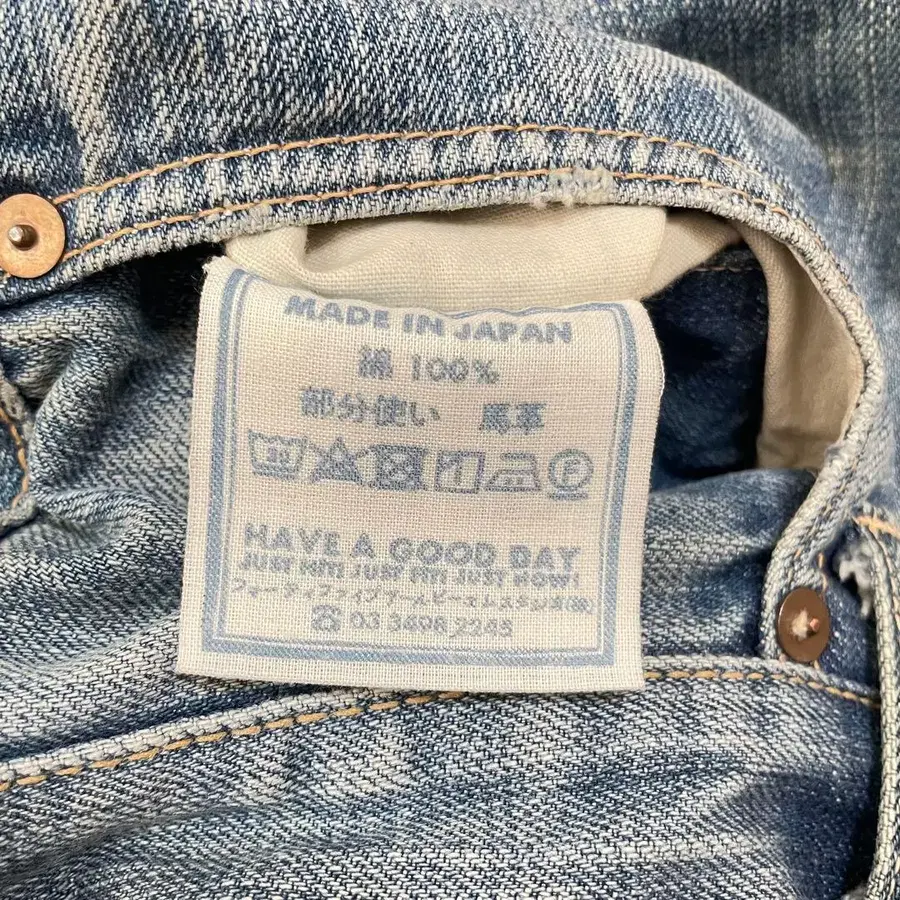 MADE IN JAPAN
綿 100%
部分使い 馬革
30
F
HAVE A GOOD DAY
JUST HIT! JUST FIT! JUST NOW!
フォーティファイブアールピーエムスタジオ(株)
☎ 03 3498 2245